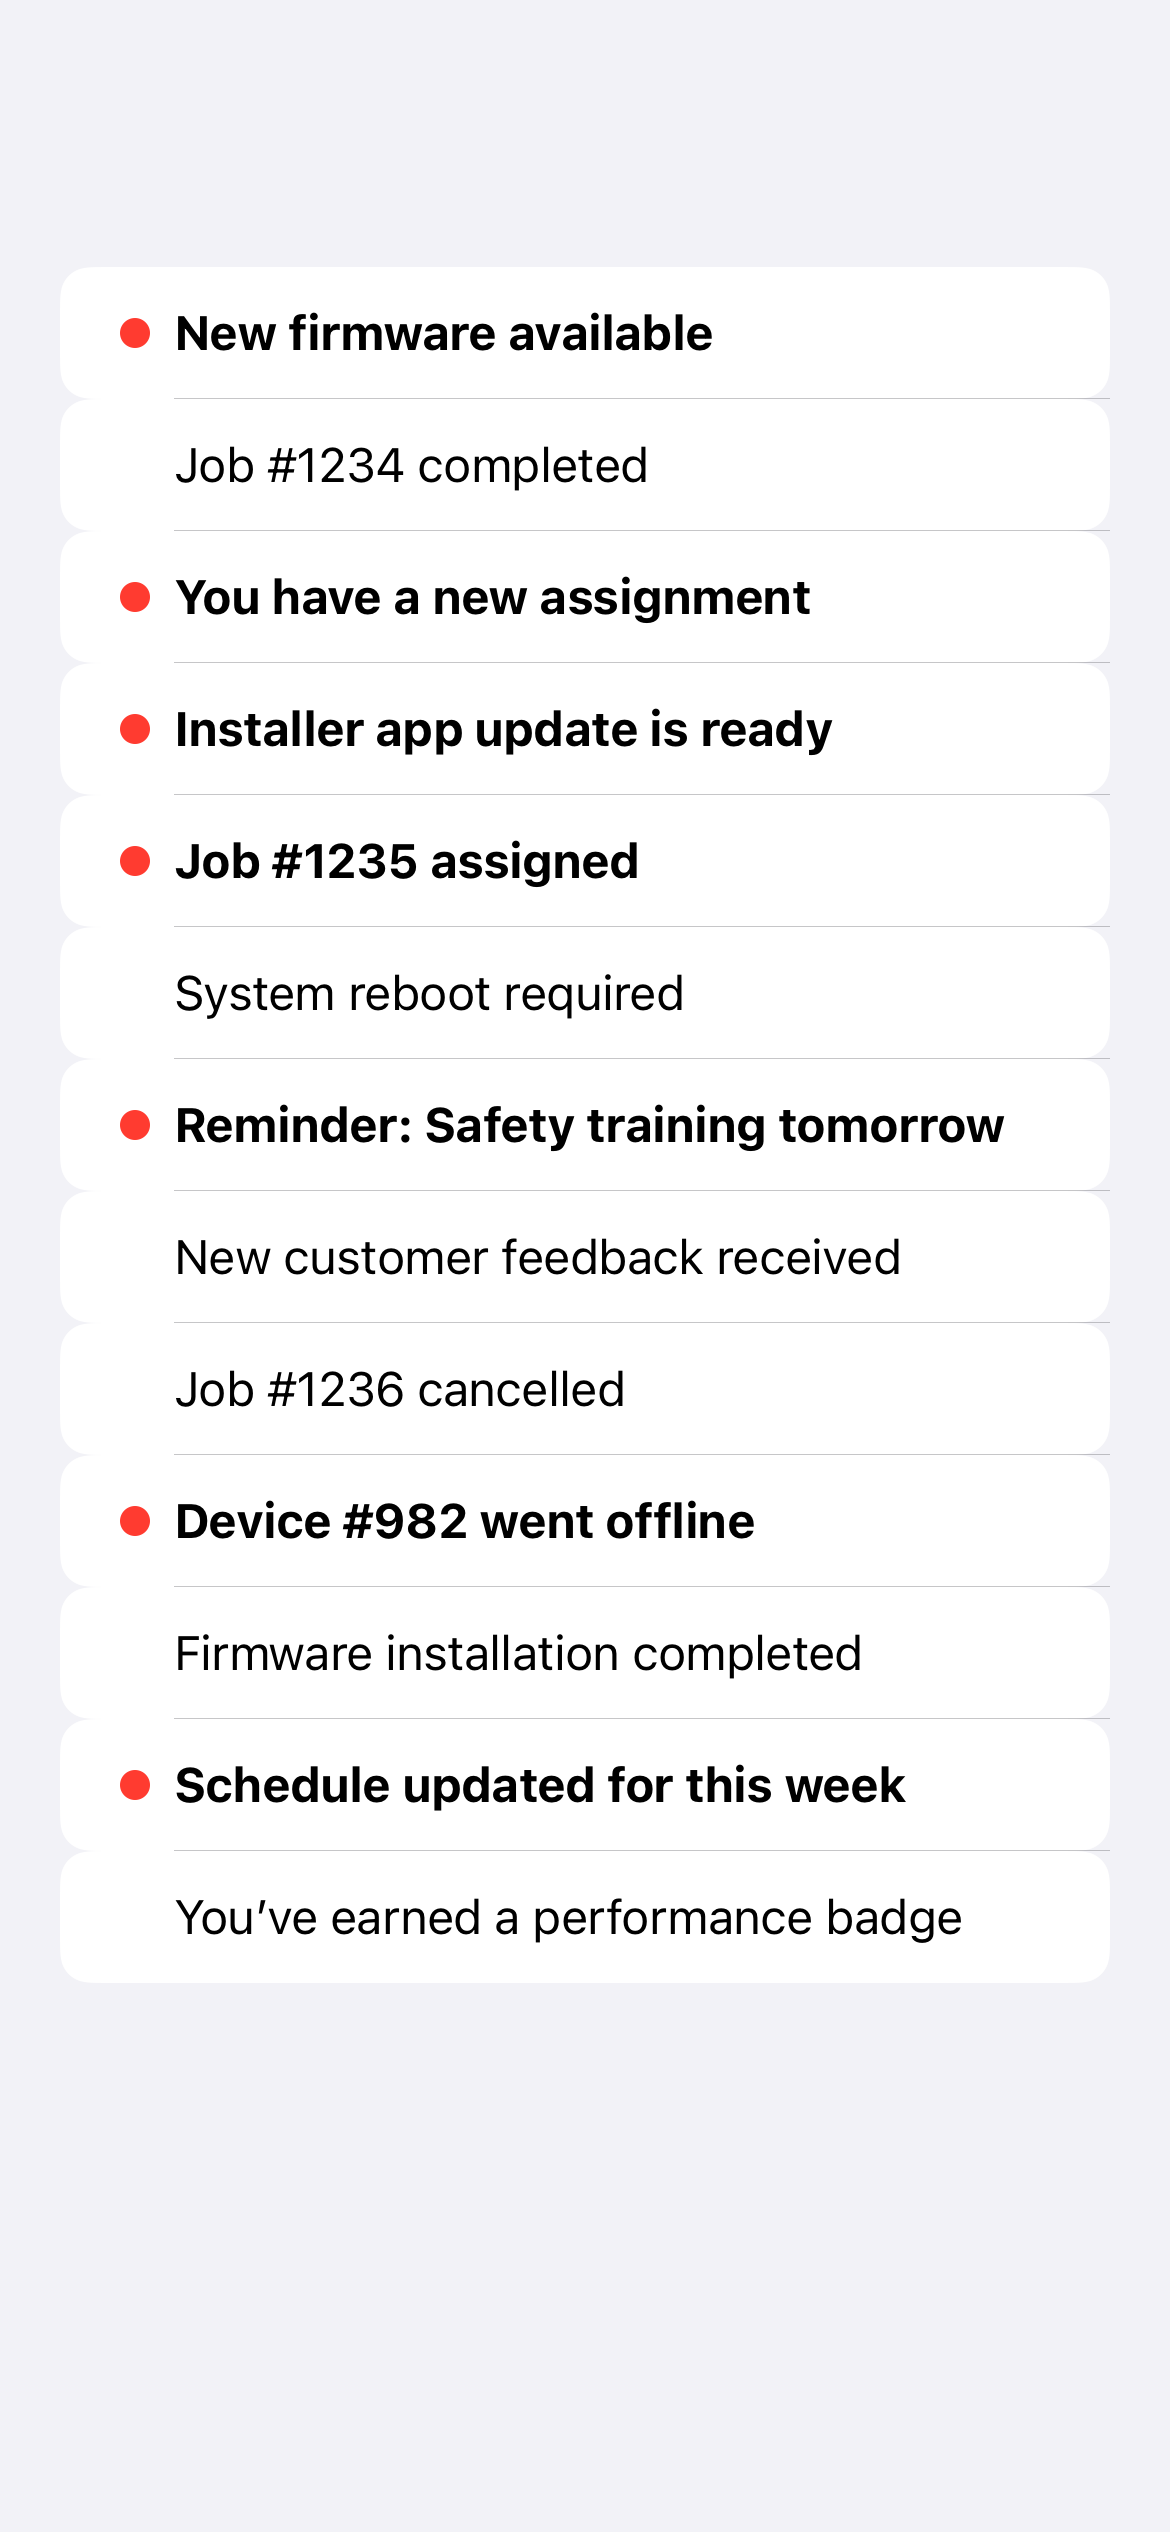 New firmware available
Job #1234 completed
You have a new assignment
Installer app update is ready
Job #1235 assigned
System reboot required
Reminder: Safety training tomorrow
New customer feedback received
Job #1236 cancelled
Device #982 went offline
Firmware installation completed
Schedule updated for this week
You’ve earned a performance badge